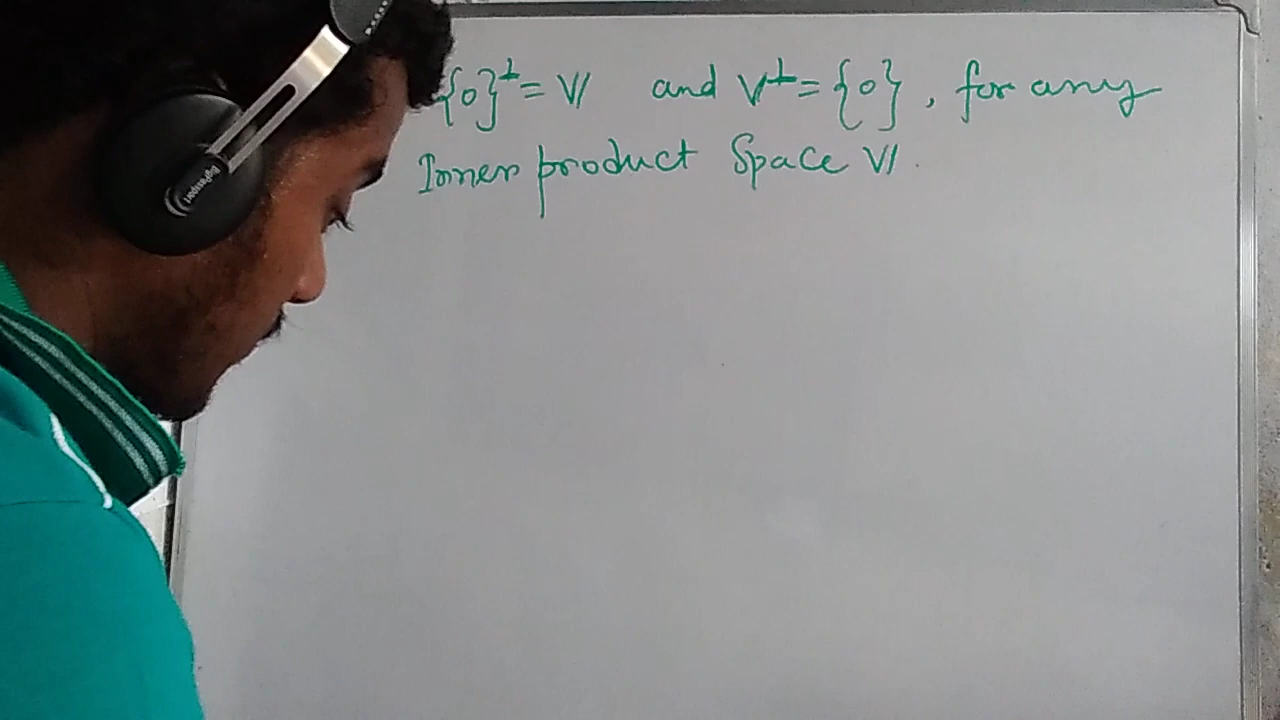 {0}⊥ = V and V⊥ = {0}, for any
Inner product Space V.